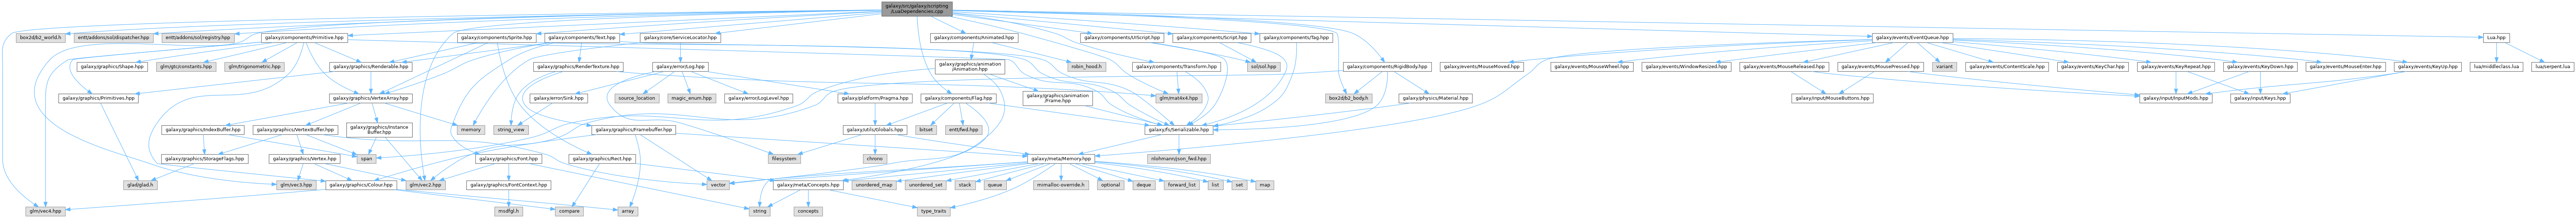 galaxy/src/galaxy/scripting
/LuaDependencies.cpp
box2d/b2_world.h
entt/addons/sol/dispatcher.hpp
entt/addons/sol/registry.hpp
galaxy/components/Primitive.hpp
galaxy/components/Sprite.hpp
galaxy/components/Text.hpp
galaxy/core/ServiceLocator.hpp
galaxy/components/Animated.hpp
galaxy/components/UIScript.hpp
galaxy/components/Script.hpp
galaxy/components/Tag.hpp
galaxy/events/EventQueue.hpp
Lua.hpp
galaxy/graphics/Shape.hpp
glm/gtc/constants.hpp
glm/trigonometric.hpp
galaxy/graphics/Renderable.hpp
galaxy/graphics/RenderTexture.hpp
galaxy/error/Log.hpp
galaxy/graphics/animation
/Animation.hpp
robin_hood.h
galaxy/components/Transform.hpp
sol/sol.hpp
galaxy/components/RigidBody.hpp
galaxy/events/MouseMoved.hpp
galaxy/events/MouseWheel.hpp
galaxy/events/WindowResized.hpp
galaxy/events/MouseReleased.hpp
galaxy/events/MousePressed.hpp
variant
galaxy/events/ContentScale.hpp
galaxy/events/KeyChar.hpp
galaxy/events/KeyRepeat.hpp
galaxy/events/KeyDown.hpp
galaxy/events/MouseEnter.hpp
galaxy/events/KeyUp.hpp
lua/middleclass.lua
lua/serpent.lua
galaxy/graphics/Primitives.hpp
galaxy/graphics/VertexArray.hpp
galaxy/error/Sink.hpp
source_location
magic_enum.hpp
galaxy/error/LogLevel.hpp
galaxy/platform/Pragma.hpp
galaxy/components/Flag.hpp
galaxy/graphics/animation
/Frame.hpp
glm/mat4x4.hpp
box2d/b2_body.h
galaxy/physics/Material.hpp
galaxy/input/MouseButtons.hpp
galaxy/input/InputMods.hpp
galaxy/input/Keys.hpp
galaxy/graphics/IndexBuffer.hpp
galaxy/graphics/VertexBuffer.hpp
galaxy/graphics/Instance
Buffer.hpp
memory
string_view
galaxy/graphics/Framebuffer.hpp
galaxy/utils/Globals.hpp
bitset
entt/fwd.hpp
galaxy/fs/Serializable.hpp
galaxy/graphics/StorageFlags.hpp
galaxy/graphics/Vertex.hpp
span
galaxy/graphics/Font.hpp
galaxy/graphics/Rect.hpp
filesystem
chrono
galaxy/meta/Memory.hpp
nlohmann/json_fwd.hpp
glad/glad.h
glm/vec3.hpp
galaxy/graphics/Colour.hpp
glm/vec2.hpp
galaxy/graphics/FontContext.hpp
vector
galaxy/meta/Concepts.hpp
unordered_map
unordered_set
stack
queue
mimalloc-override.h
optional
deque
forward_list
list
set
map
glm/vec4.hpp
msdfgl.h
compare
array
string
concepts
type_traits